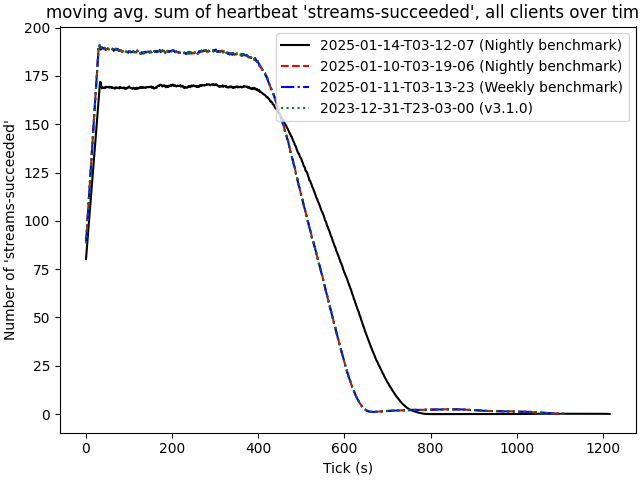 moving avg. sum of heartbeat 'streams-succeeded', all clients over tim
2025-01-14-T03-12-07 (Nightly benchmark)
2025-01-10-T03-19-06 (Nightly benchmark)
2025-01-11-T03-13-23 (Weekly benchmark)
2023-12-31-T23-03-00 (v3.1.0)
Number of 'streams-succeeded'
200
175
150
125
100
75
50
25
0
0 200 400 600 800 1000 1200
Tick (s)